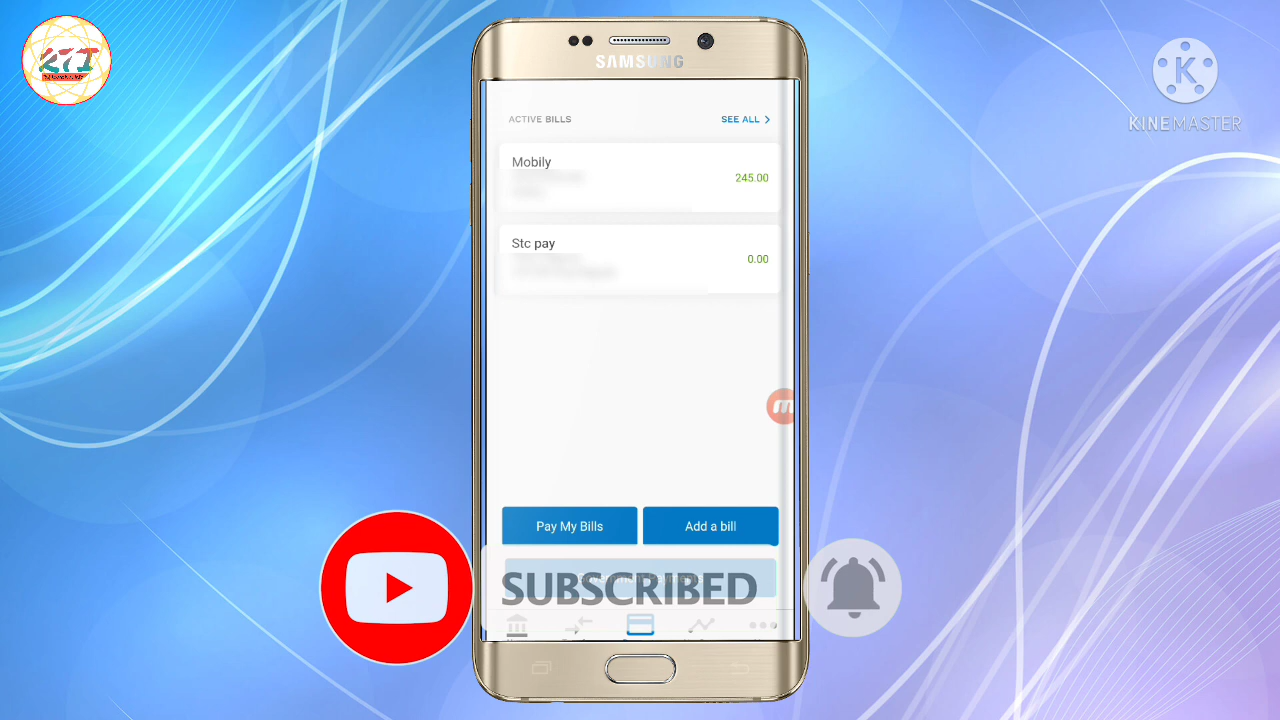 KTI
KINEMASTER
SAMSUNG
ACTIVE BILLS
SEE ALL
Mobily
245.00
Stc pay
0.00
Pay My Bills
Add a bill
SUBSCRIBED